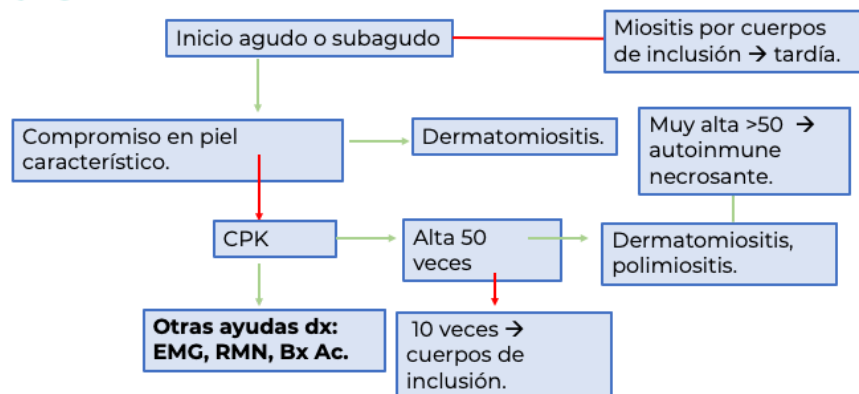 Inicio agudo o subagudo
Miositis por cuerpos
de inclusión → tardía.
Compromiso en piel
característico.
Dermatomiositis.
Muy alta >50 →
autoinmune
necrosante.
CPK
Alta 50
veces
Dermatomiositis,
polimiositis.
Otras ayudas dx:
EMG, RMN, Bx Ac.
10 veces →
cuerpos de
inclusión.